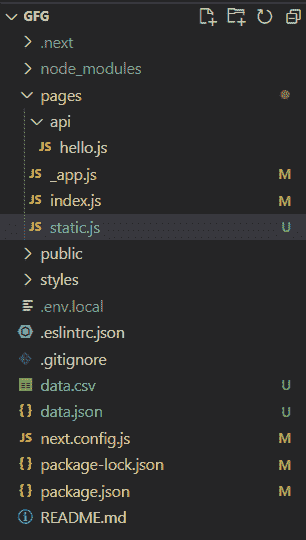 GFG
.next
node_modules
pages
api
JS hello.js
JS _app.js M
JS index.js M
JS static.js U
public
styles
.env.local
.eslintrc.json
.gitignore
data.csv U
{} data.json U
next.config.js M
{} package-lock.json M
{} package.json M
README.md